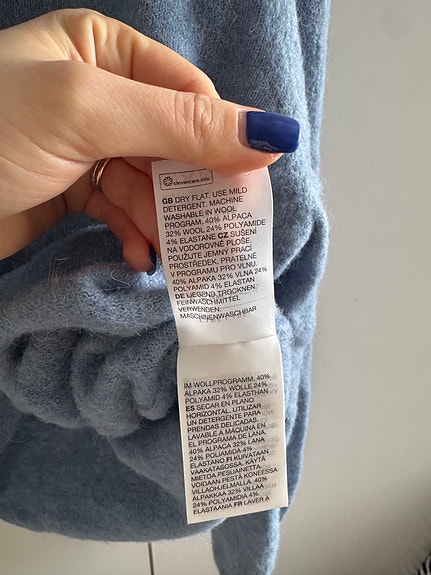 clevercare.info
GB DRY FLAT. USE MILD
DETERGENT. MACHINE
WASHABLE IN WOOL
PROGRAM, 40% ALPACA
32% WOOL 24% POLYAMIDE
4% ELASTANE CZ SUŠENÍ
NA VODOROVNÉ PLOŠE.
POUŽIJTE JEMNÝ PRACÍ
PROSTŘEDEK. PRATELNÉ
V PROGRAMU PRO VLNU.
40% ALPAKA 32% VLNA 24%
POLYAMID 4% ELASTAN
DE LIEGEND TROCKNEN.
FEINWASCHMITTEL
VERWENDEN.
MASCHINENWASCHBAR
IM WOLLPROGRAMM, 40%
ALPAKA 32% WOLLE 24%
POLYAMID 4% ELASTHAN
ES SECAR EN PLANO
HORIZONTAL. UTILIZAR
UN DETERGENTE PARA
PRENDAS DELICADAS.
LAVABLE A MÁQUINA EN
EL PROGRAMA DE LANA.
40% ALPACA 32% LANA
24% POLIAMIDA 4%
ELASTANO FI KUIVATAAN
VAAKATASOSSA. KÄYTÄ
MIETOA PESUAINETTA.
VOIDAAN PESTÄ KONEESSA
VILLAOHJELMALLA. 40%
ALPAKKAA 32% VILLAA
24% POLYAMIDIA 4%
ELASTAANIA FR LAVER À